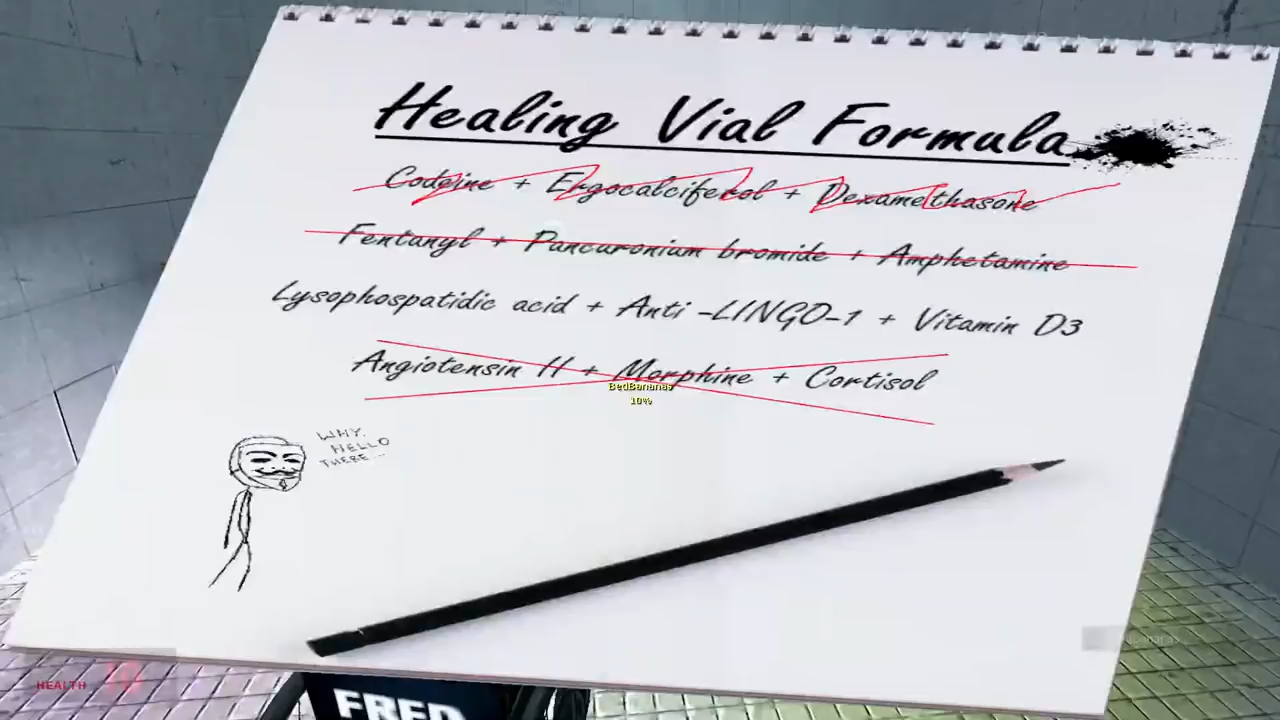 Healing Vial Formula
Codeine + Ergocalciferol + Dexamethasone
Fentanyl + Pancuronium bromide + Amphetamine
Lysophospatidic acid + Anti -LINGO-1 + Vitamin D3
Angiotensin II + Morphine + Cortisol
BedBananas
10%
WHY,
HELLO
THERE...
HEALTH
FRED